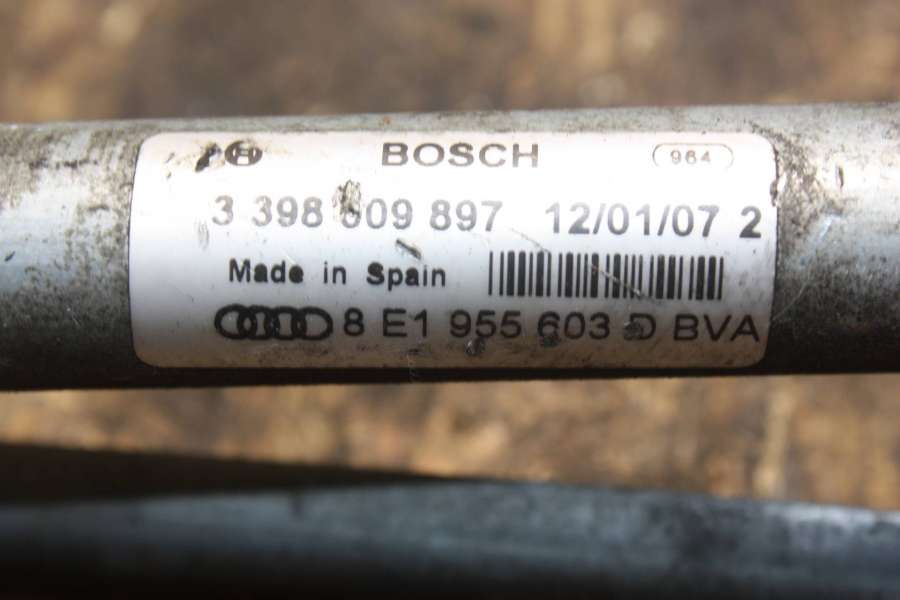 BOSCH 964
3 398 009 897 12/01/07 2
Made in Spain
8 E1 955 603 D BVA